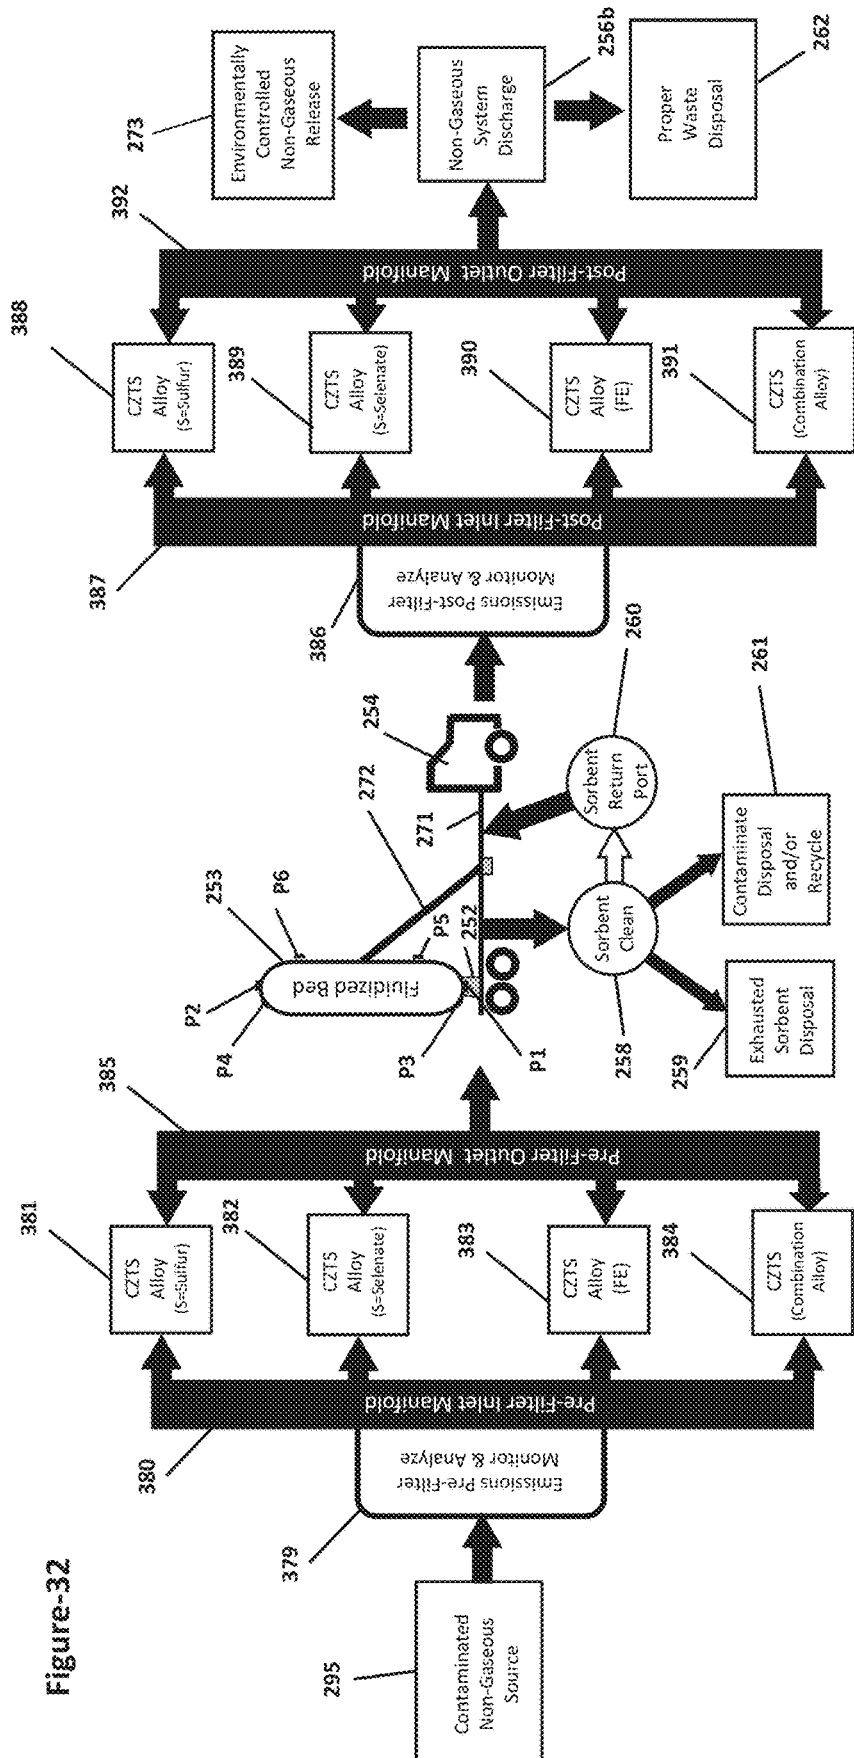 Figure-32
295
Contaminated
Non-Gaseous
Source
379
Emissions Pre-Filter
Monitor & Analyze
380
Pre-Filter Inlet Manifold
381
CZTS
Alloy
(S=Sulfur)
382
CZTS
Alloy
(S=Selenate)
383
CZTS
Alloy
(FE)
384
CZTS
(Combination
Alloy)
385
Pre-Filter Outlet Manifold
P4
P2
253
P6
Fluidized Bed
P3
P5
252
P1
272
271
254
258
Sorbent
Clean
259
Exhausted
Sorbent
Disposal
260
Sorbent
Return
Port
261
Contaminate
Disposal
and/or
Recycle
386
Emissions Post-Filter
Monitor & Analyze
387
Post-Filter Inlet Manifold
388
CZTS
Alloy
(S=Sulfur)
389
CZTS
Alloy
(S=Selenate)
390
CZTS
Alloy
(FE)
391
CZTS
(Combination
Alloy)
392
Post-Filter Outlet Manifold
273
Environmentally
Controlled
Non-Gaseous
Release
Non-Gaseous
System
Discharge
256b
Proper
Waste
Disposal
262